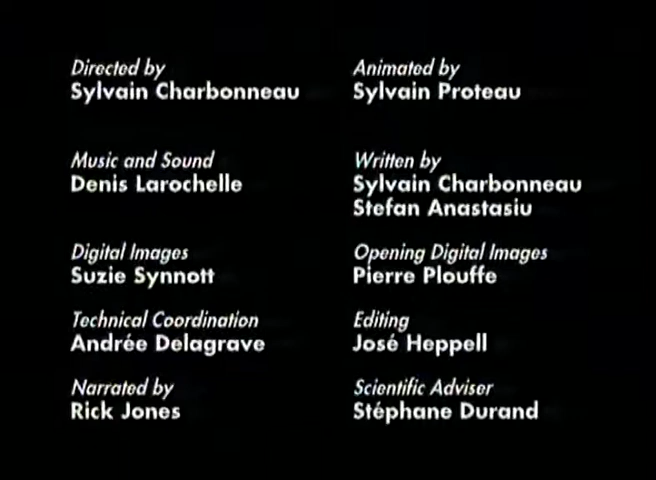 Directed by
Sylvain Charbonneau
Animated by
Sylvain Proteau
Music and Sound
Denis Larochelle
Written by
Sylvain Charbonneau
Stefan Anastasiu
Digital Images
Suzie Synnott
Opening Digital Images
Pierre Plouffe
Technical Coordination
Andrée Delagrave
Editing
José Heppell
Narrated by
Rick Jones
Scientific Adviser
Stéphane Durand